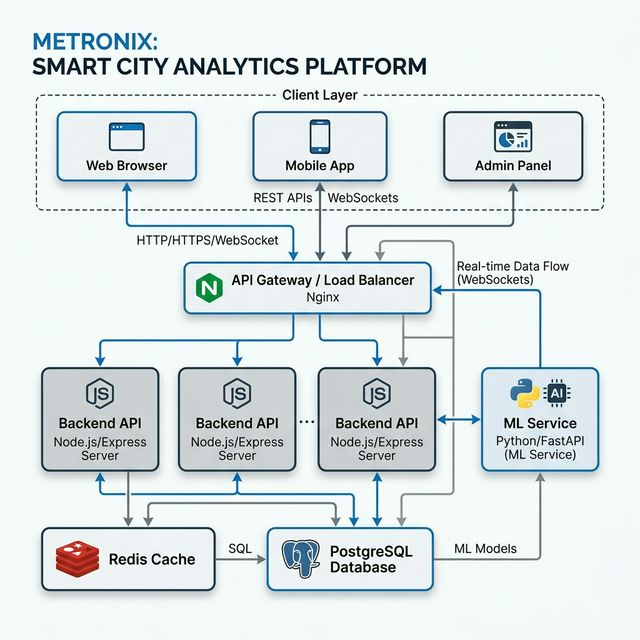 METRONIX:
SMART CITY ANALYTICS PLATFORM
Client Layer
Web Browser
Mobile App
Admin Panel
REST APIs
WebSockets
HTTP/HTTPS/WebSocket
API Gateway / Load Balancer
Nginx
N
Real-time Data Flow
(WebSockets)
JS
Backend API
Node.js/Express
Server
JS
Backend API
Node.js/Express
Server
...
JS
Backend API
Node.js/Express
Server
AI
ML Service
Python/FastAPI
(ML Service)
Redis Cache
SQL
PostgreSQL
Database
ML Models